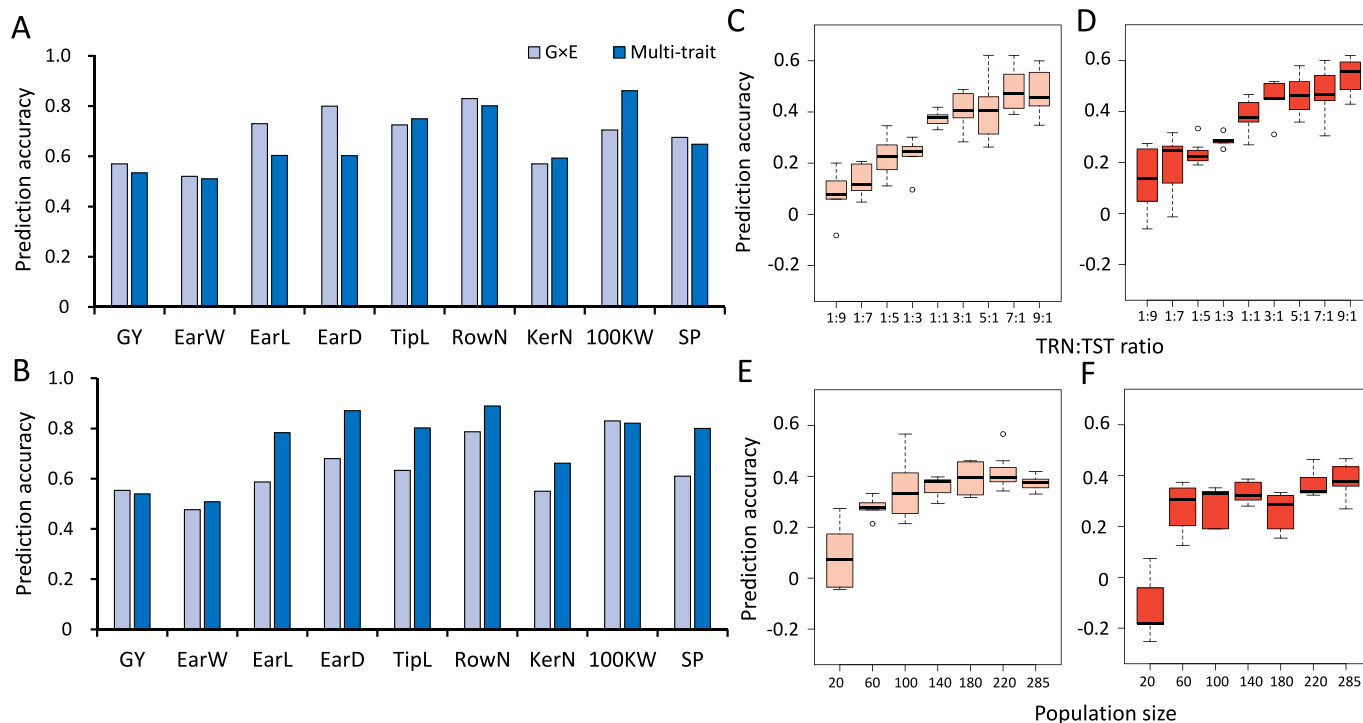 A
G×E Multi-trait
Prediction accuracy
1.0
0.8
0.6
0.4
0.2
0
GY EarW EarL EarD TipL RowN KerN 100KW SP
B
Prediction accuracy
1.0
0.8
0.6
0.4
0.2
0
GY EarW EarL EarD TipL RowN KerN 100KW SP
C
Prediction accuracy
0.6
0.4
0.2
0
-0.2
1:9 1:7 1:5 1:3 1:1 3:1 5:1 7:1 9:1
D
0.6
0.4
0.2
0
-0.2
1:9 1:7 1:5 1:3 1:1 3:1 5:1 7:1 9:1
TRN:TST ratio
E
Prediction accuracy
0.6
0.4
0.2
0
-0.2
20 60 100 140 180 220 285
F
0.6
0.4
0.2
0
-0.2
20 60 100 140 180 220 285
Population size